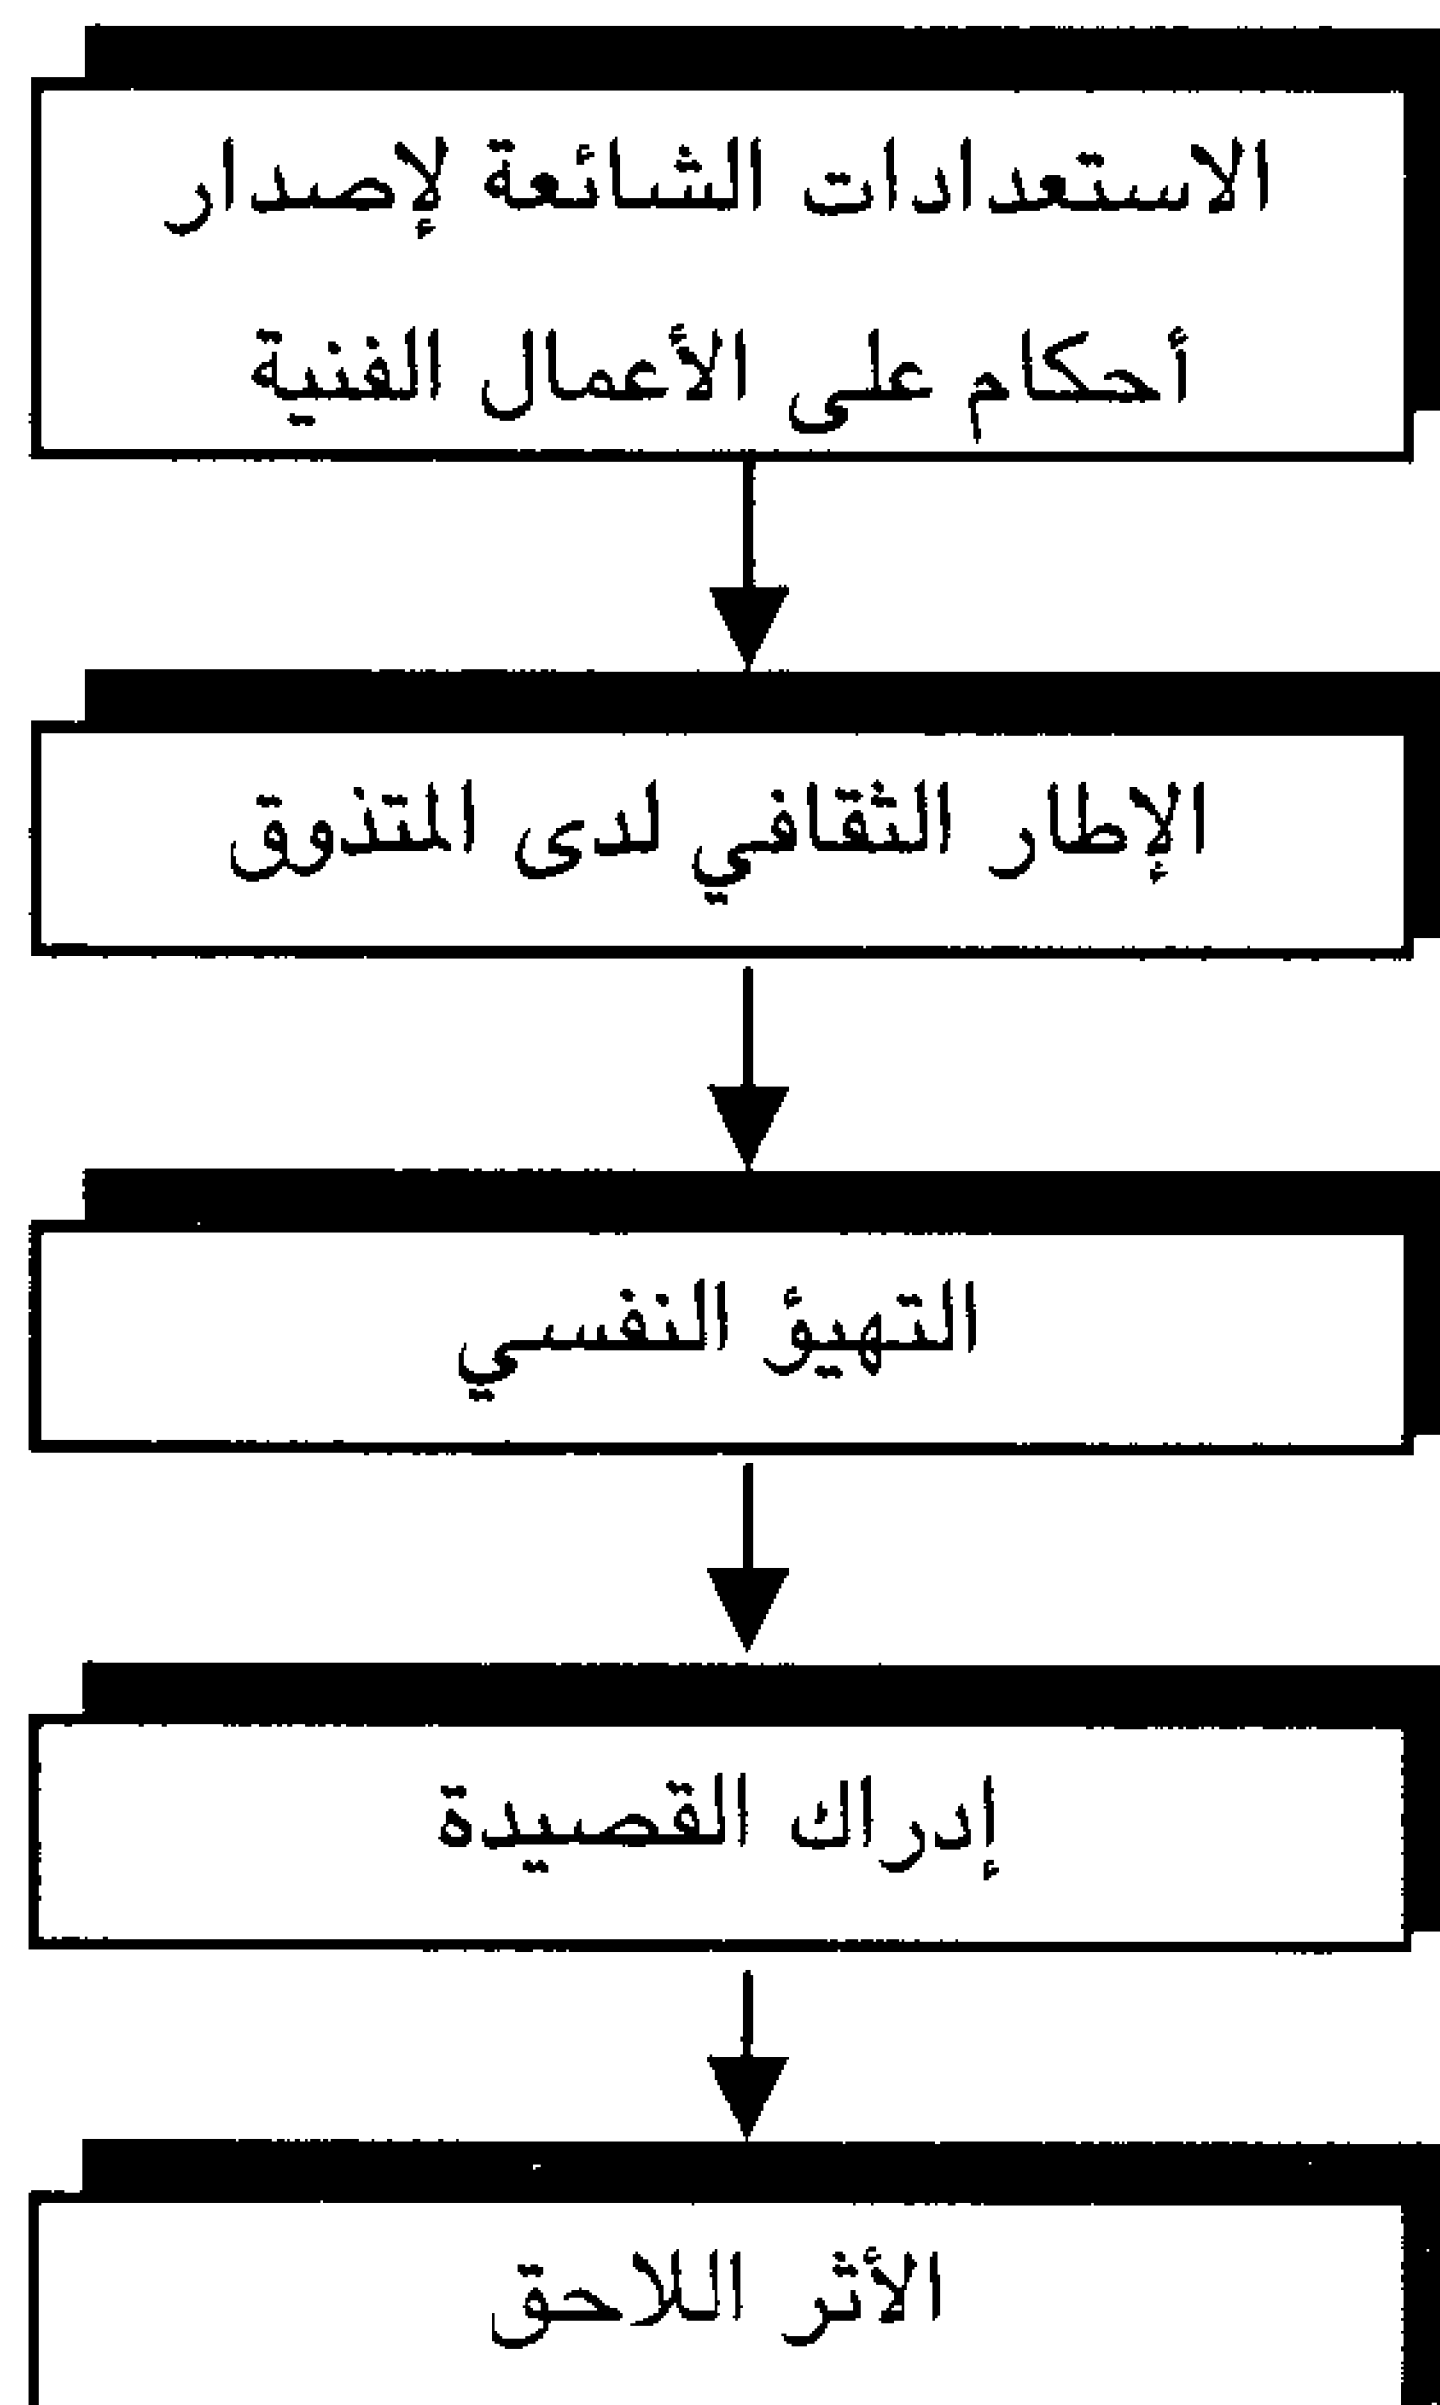 الاستعدادات الشائعة لإصدار
أحكام على الأعمال الفنية
الإطار الثقافي لدى المتذوق
التهيؤ النفسي
إدراك القصيدة
الأثر اللاحق